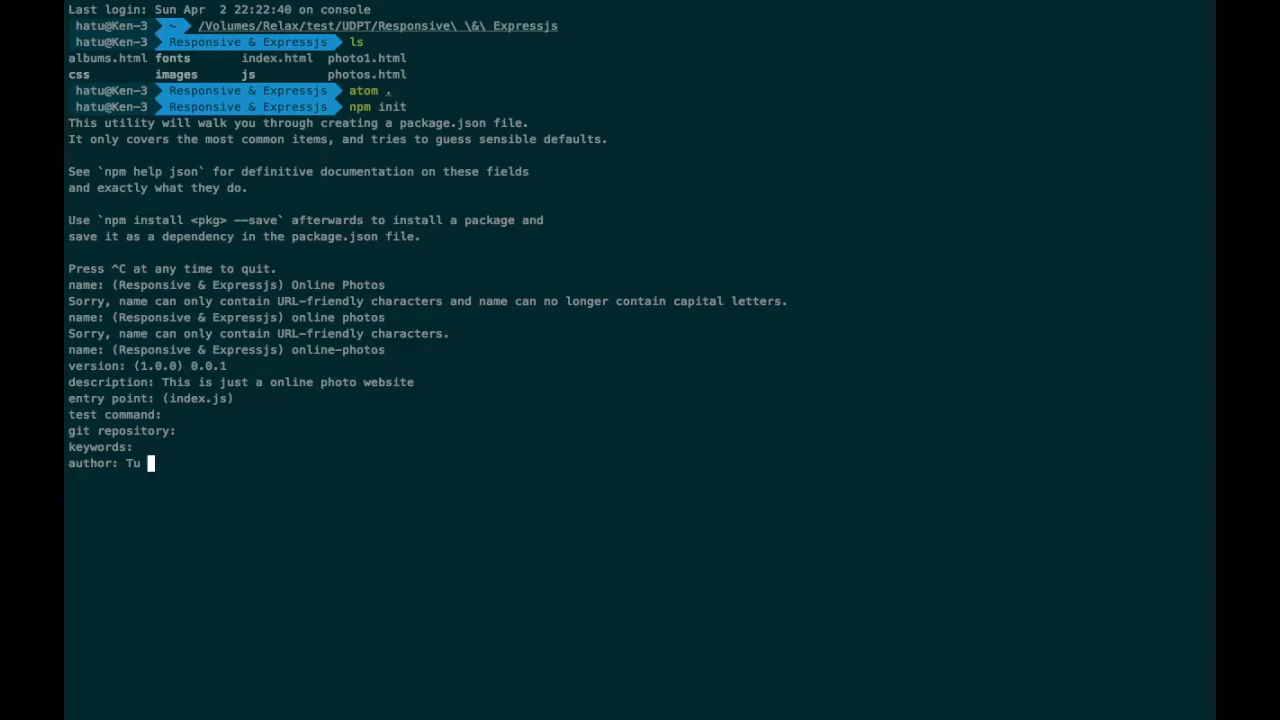 Last login: Sun Apr  2 22:22:40 on console
hatu@Ken-3 ~ /Volumes/Relax/test/UDPT/Responsive\ \&\ Expressjs
hatu@Ken-3 Responsive & Expressjs ls
albums.html fonts index.html photo1.html
css images js photos.html
hatu@Ken-3 Responsive & Expressjs atom .
hatu@Ken-3 Responsive & Expressjs npm init
This utility will walk you through creating a package.json file.
It only covers the most common items, and tries to guess sensible defaults.
See `npm help json` for definitive documentation on these fields
and exactly what they do.
Use `npm install <pkg> --save` afterwards to install a package and
save it as a dependency in the package.json file.
Press ^C at any time to quit.
name: (Responsive & Expressjs) Online Photos
Sorry, name can only contain URL-friendly characters and name can no longer contain capital letters.
name: (Responsive & Expressjs) online photos
Sorry, name can only contain URL-friendly characters.
name: (Responsive & Expressjs) online-photos
version: (1.0.0) 0.0.1
description: This is just a online photo website
entry point: (index.js)
test command:
git repository:
keywords:
author: Tu